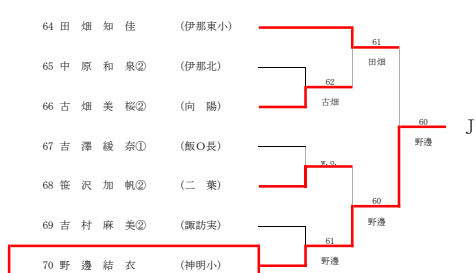 64 田 畑 知 佳 (伊那東小)
65 中 原 和 泉② (伊那北)
66 古 畑 美 桜② (向 陽)
67 吉 澤 緩 奈① (飯O長)
68 笹 沢 加 帆② (二 葉)
69 吉 村 麻 美② (諏訪実)
70 野 邊 結 衣 (神明小)
61
田畑
62
古畑
W.O.
60
野邊
61
野邊
60
野邊
J